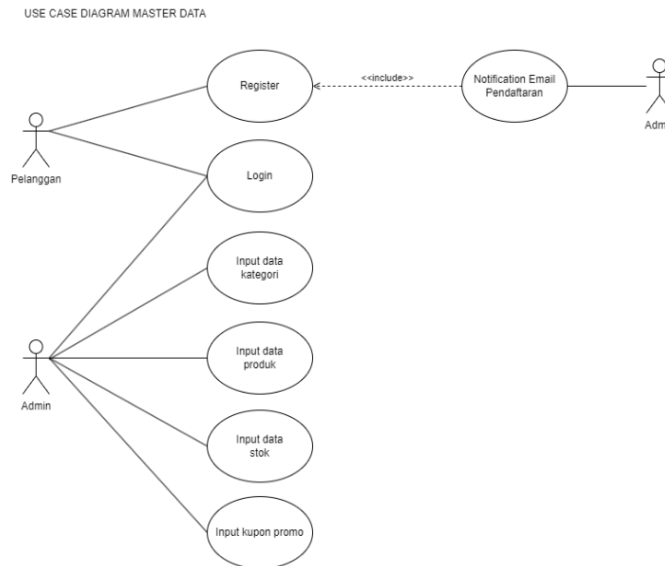 USE CASE DIAGRAM MASTER DATA
Register
<<include>>
Notification Email
Pendaftaran
Adm
Pelanggan
Login
Input data
kategori
Input data
produk
Admin
Input data
stok
Input kupon promo